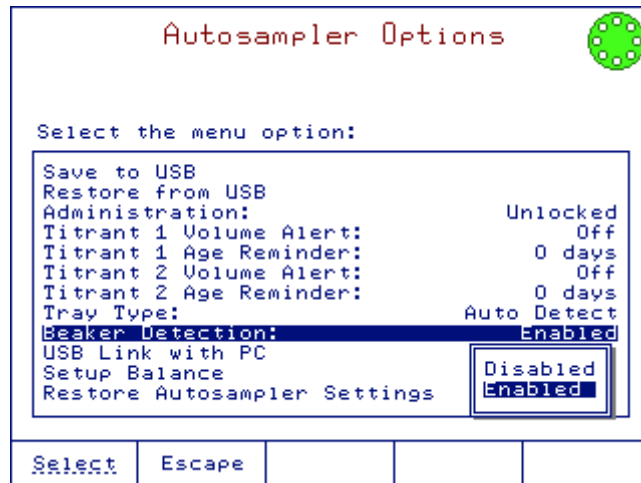 Autosampler Options
Select the menu option:
Save to USB
Restore from USB
Administration: Unlocked
Titrant 1 Volume Alert: Off
Titrant 1 Age Reminder: 0 days
Titrant 2 Volume Alert: Off
Titrant 2 Age Reminder: 0 days
Tray Type: Auto Detect
Beaker Detection: Enabled
USB Link with PC
Setup Balance
Restore Autosampler Settings
Disabled
Enabled
Select Escape